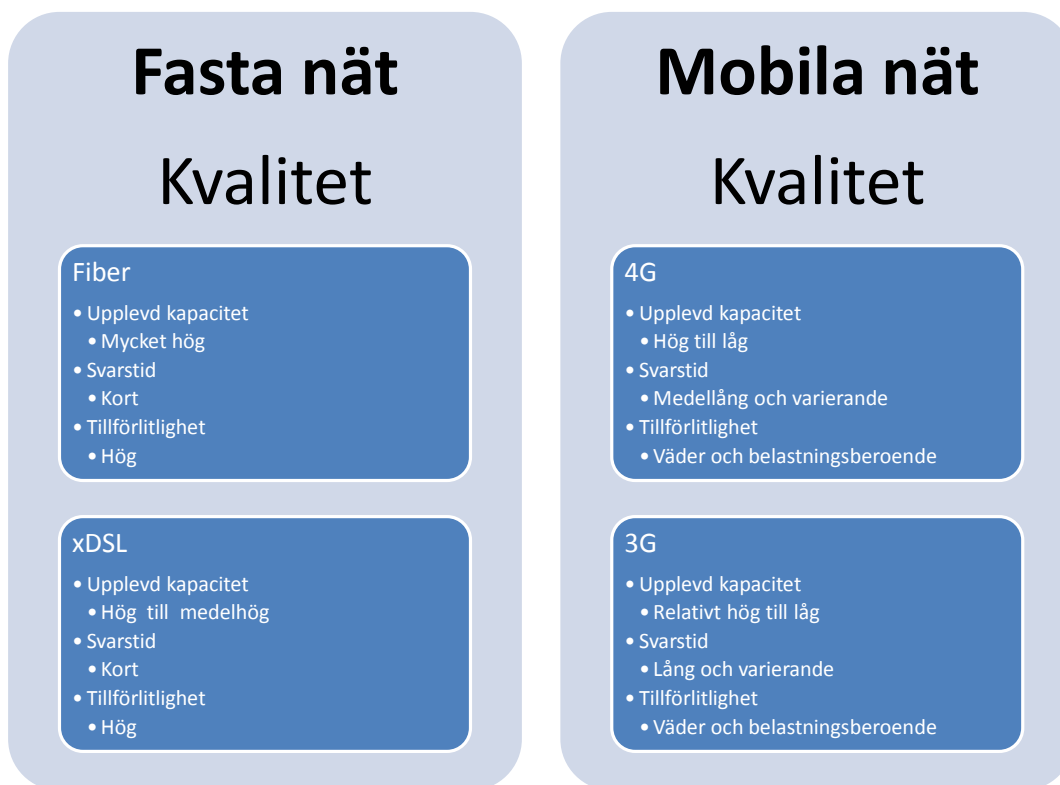 Fasta nät
Kvalitet
Fiber
• Upplevd kapacitet
• Mycket hög
• Svarstid
• Kort
• Tillförlitlighet
• Hög
xDSL
• Upplevd kapacitet
• Hög till medelhög
• Svarstid
• Kort
• Tillförlitlighet
• Hög
Mobila nät
Kvalitet
4G
• Upplevd kapacitet
• Hög till låg
• Svarstid
• Medellång och varierande
• Tillförlitlighet
• Väder och belastningsberoende
3G
• Upplevd kapacitet
• Relativt hög till låg
• Svarstid
• Lång och varierande
• Tillförlitlighet
• Väder och belastningsberoende